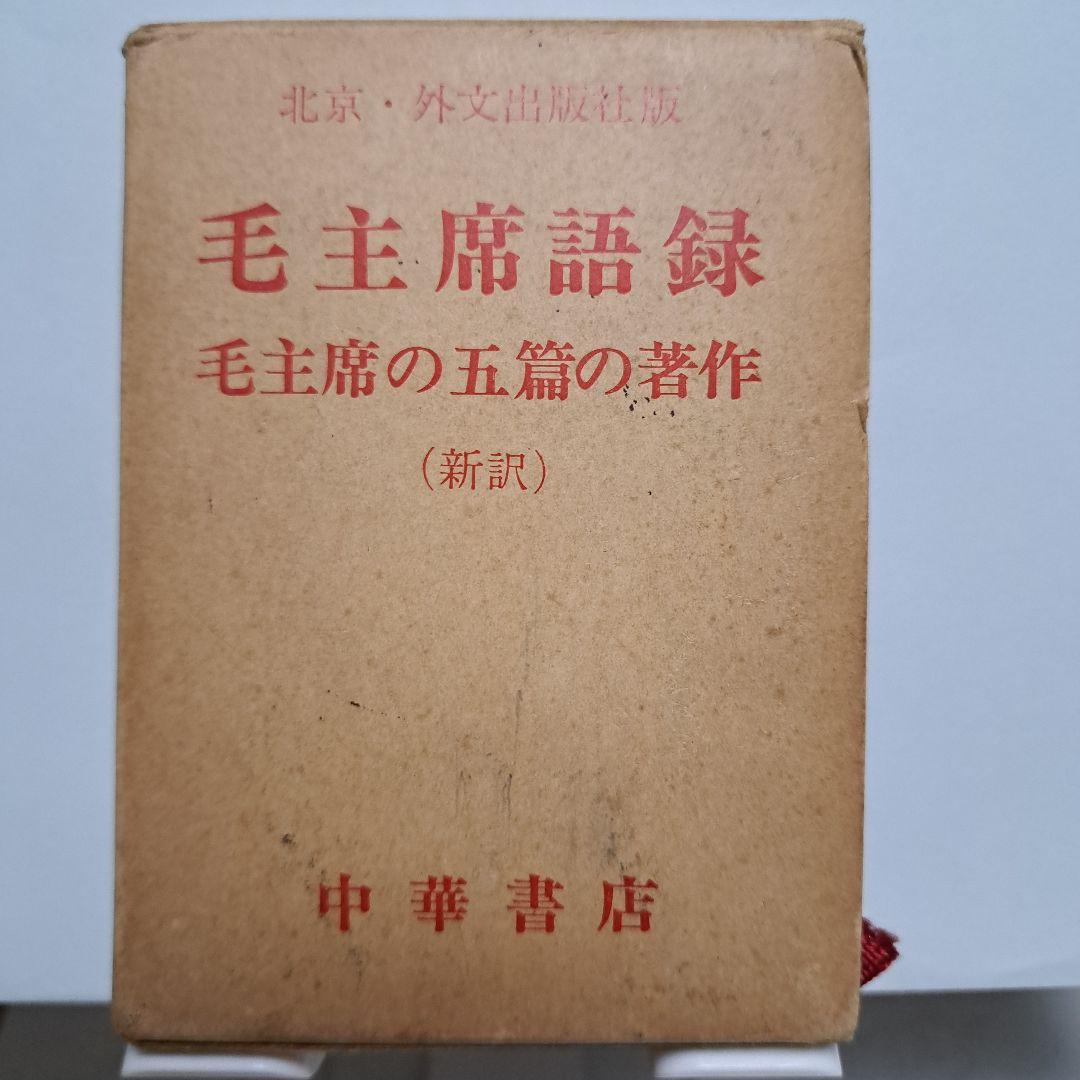 北京・外文出版社版
毛主席語録
毛主席の五篇の著作
(新訳)
中華書店